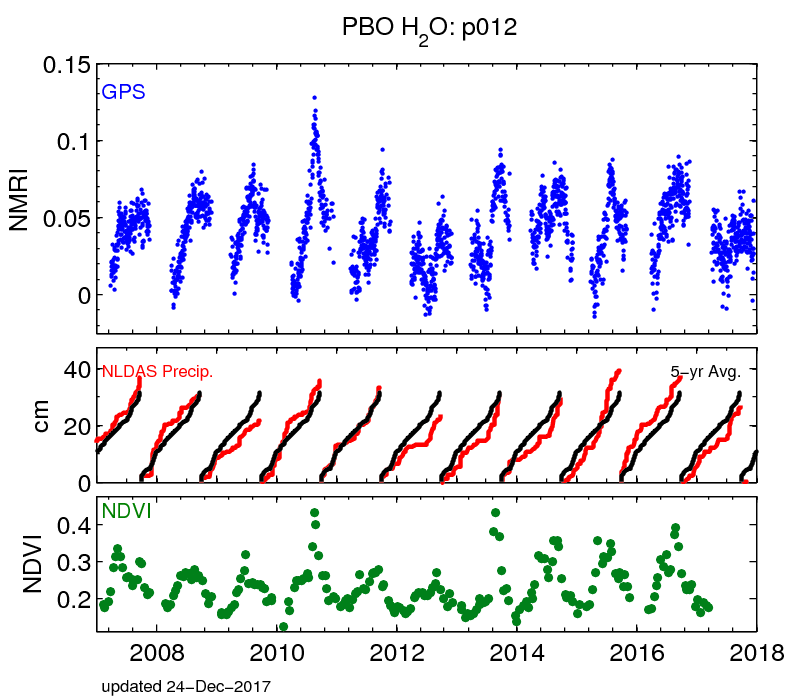 PBO H2O: p012
0.15
GPS
0.1
NMRI
0.05
0
40
NLDAS Precip.
5-yr Avg.
cm
20
0
NDVI
0.4
NDVI
0.3
0.2
2008 2010 2012 2014 2016 2018
updated 24-Dec-2017